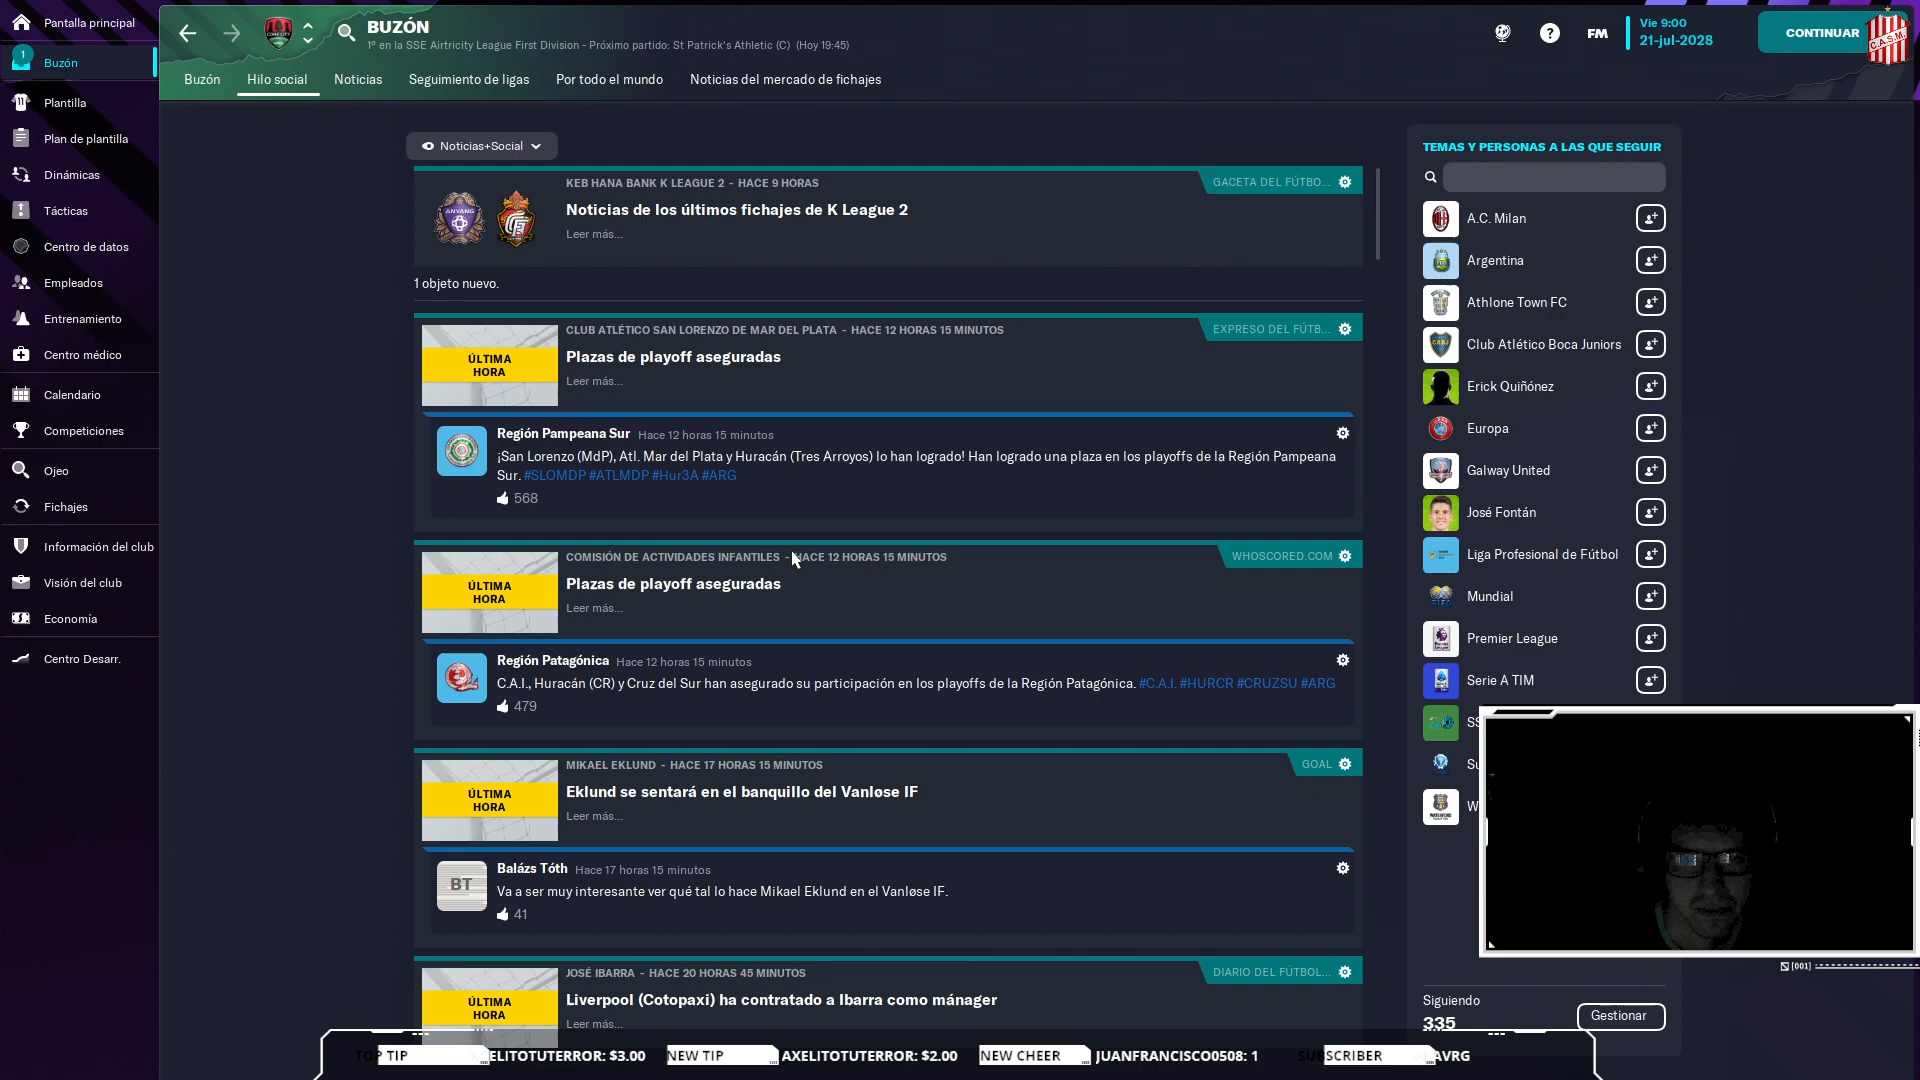 Pantalla principal
1
Buzón
Plantilla
Plan de plantilla
Dinámicas
Tácticas
Centro de datos
Empleados
Entrenamiento
Centro médico
Calendario
Competiciones
Ojeo
Fichajes
Información del club
Visión del club
Economía
Centro Desarr.
BUZÓN
1º en la SSE Airtricity League First Division - Próximo partido: St Patrick's Athletic (C) (Hoy 19:45)
FM
Vie 9:00
21-jul-2028
CONTINUAR
C.A.S.M.
Buzón
Hilo social
Noticias
Seguimiento de ligas
Por todo el mundo
Noticias del mercado de fichajes
Noticias+Social
KEB HANA BANK K LEAGUE 2 - HACE 9 HORAS
GACETA DEL FÚTBO...
Noticias de los últimos fichajes de K League 2
Leer más...
ANYANG
1 objeto nuevo.
CLUB ATLÉTICO SAN LORENZO DE MAR DEL PLATA - HACE 12 HORAS 15 MINUTOS
EXPRESO DEL FÚTB...
ÚLTIMA
HORA
Plazas de playoff aseguradas
Leer más...
Región Pampeana Sur Hace 12 horas 15 minutos
¡San Lorenzo (MdP), Atl. Mar del Plata y Huracán (Tres Arroyos) lo han logrado! Han logrado una plaza en los playoffs de la Región Pampeana
Sur. #SLOMDP #ATLMDP #Hur3A #ARG
568
COMISIÓN DE ACTIVIDADES INFANTILES - HACE 12 HORAS 15 MINUTOS
WHOSCORED.COM
ÚLTIMA
HORA
Plazas de playoff aseguradas
Leer más...
Región Patagónica Hace 12 horas 15 minutos
C.A.I., Huracán (CR) y Cruz del Sur han asegurado su participación en los playoffs de la Región Patagónica. #C.A.I. #HURCR #CRUZSU #ARG
479
MIKAEL EKLUND - HACE 17 HORAS 15 MINUTOS
GOAL
ÚLTIMA
HORA
Eklund se sentará en el banquillo del Vanløse IF
Leer más...
BT
Balázs Tóth Hace 17 horas 15 minutos
Va a ser muy interesante ver qué tal lo hace Mikael Eklund en el Vanløse IF.
41
JOSÉ IBARRA - HACE 20 HORAS 45 MINUTOS
DIARIO DEL FÚTBOL...
ÚLTIMA
HORA
Liverpool (Cotopaxi) ha contratado a Ibarra como mánager
Leer más...
TEMAS Y PERSONAS A LAS QUE SEGUIR
A.C. Milan
Argentina
Athlone Town FC
Club Atlético Boca Juniors
Erick Quiñónez
Europa
Galway United
José Fontán
Liga Profesional de Fútbol
Mundial
Premier League
Serie A TIM
SS
Su
W
[001]
Siguiendo
335
Gestionar
TOP TIP
ELITOTUTERROR: $3.00
NEW TIP
AXELITOTUTERROR: $2.00
NEW CHEER
JUANFRANCISCO0508: 1
SUBSCRIBER
AVRG